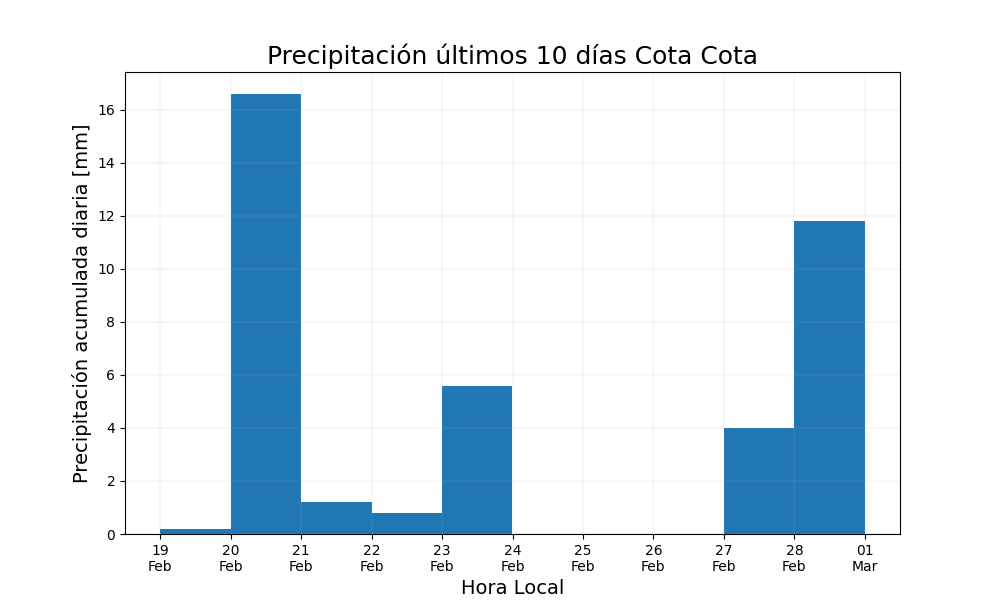 Precipitación últimos 10 días Cota Cota
Precipitación acumulada diaria [mm]
16
14
12
10
8
6
4
2
0
19 20 21 22 23 24 25 26 27 28 01
Feb Feb Feb Feb Feb Feb Feb Feb Feb Feb Mar
Hora Local